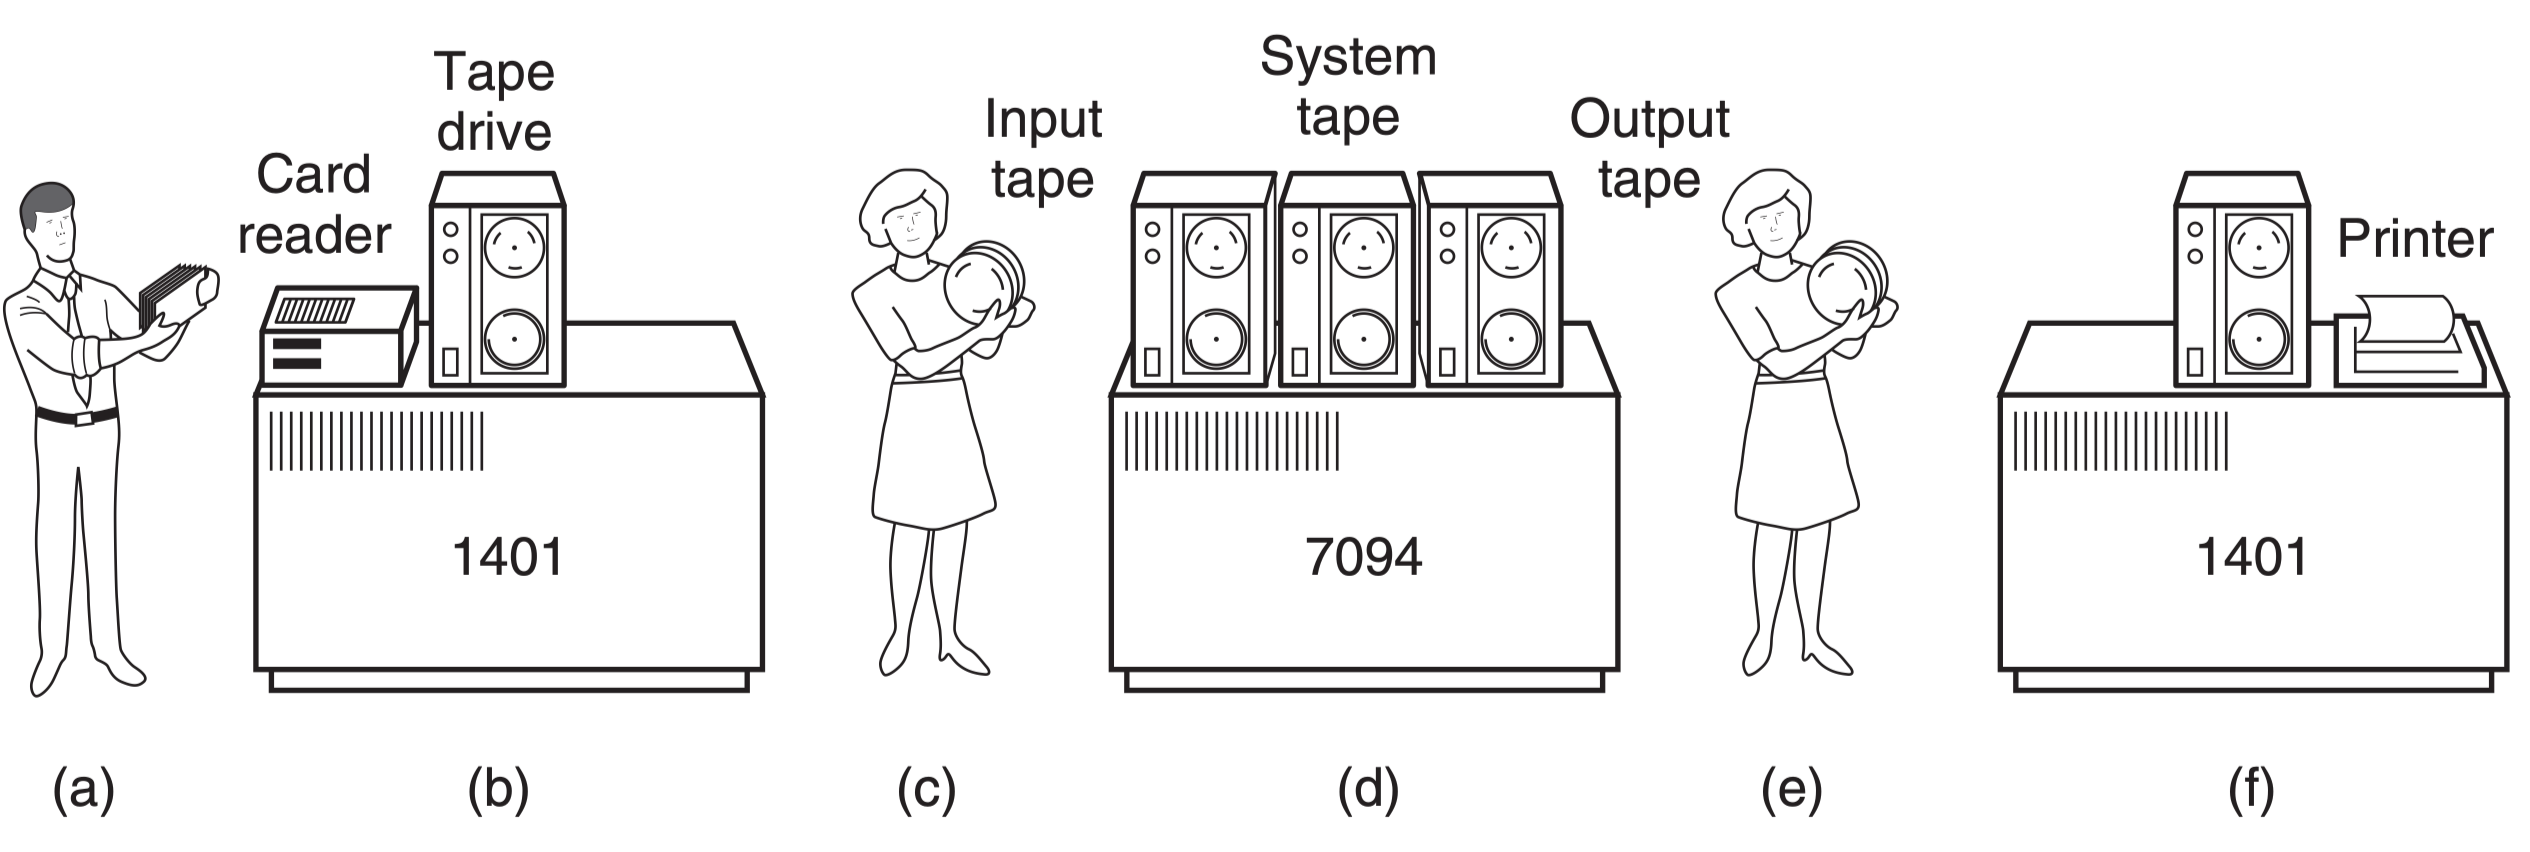 Card
reader
Tape
drive
Input
tape
System
tape
Output
tape
Printer
1401
7094
1401
(a)
(b)
(c)
(d)
(e)
(f)